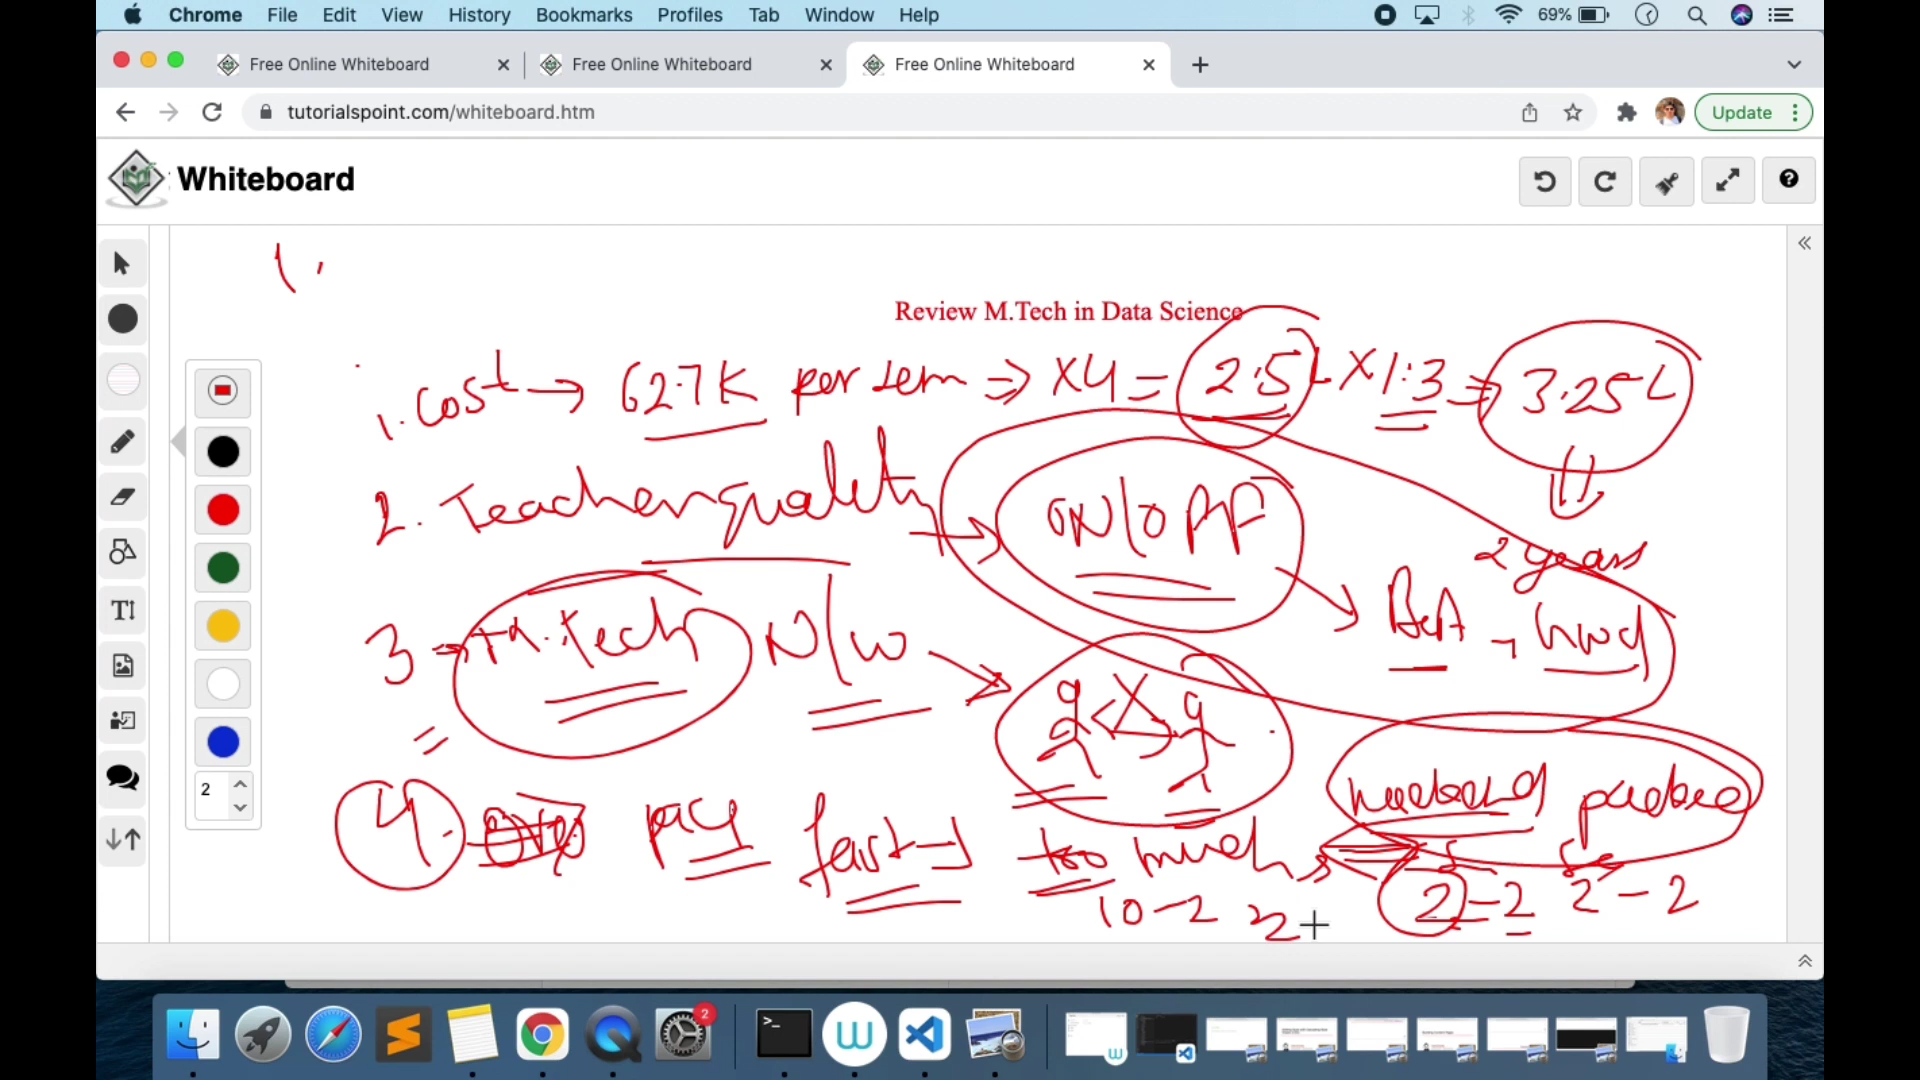 Chrome File Edit View History Bookmarks Profiles Tab Window Help 69%
Free Online Whiteboard Free Online Whiteboard Free Online Whiteboard
tutorialspoint.com/whiteboard.htm Update
Whiteboard
1.
Review M.Tech in Data Science
1. Cost → 62.7K per sem => X4 = 2.5L X 1.3 => 3.25 L
2. Teacher quality → ON/OFF
2 years
3 → M.Tech N/W
4. fast → too much
2
10-2 2-2 2-2
2